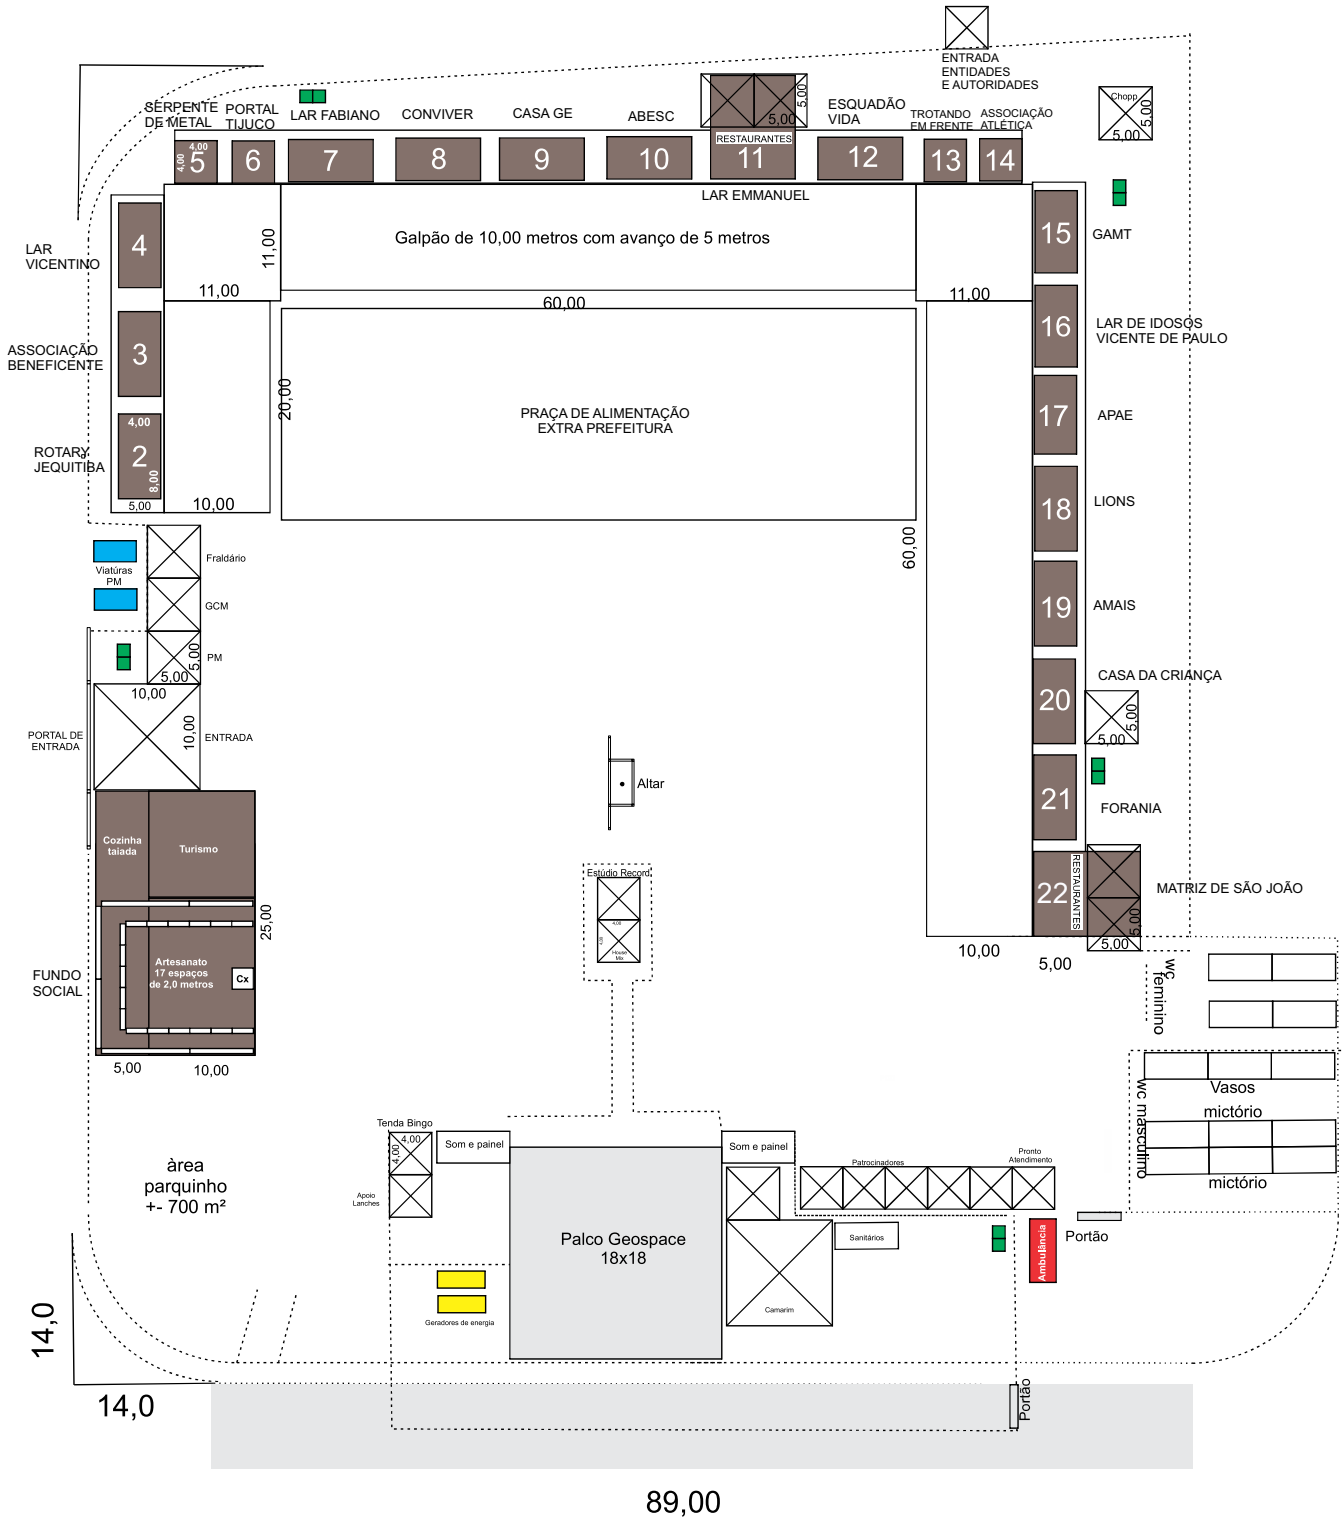 ENTRADA
ENTIDADES
E AUTORIDADES
Chopp
5,00
5,00
SERPENTE
DE METAL
PORTAL
TIJUCO
LAR FABIANO
CONVIVER
CASA GE
ABESC
5,00
5,00
ESQUADÃO
VIDA
TROTANDO
EM FRENTE
ASSOCIAÇÃO
ATLÉTICA
4,00
4,00
5
6
7
8
9
10
RESTAURANTES
11
12
13
14
LAR EMMANUEL
LAR
VICENTINO
4
11,00
11,00
Galpão de 10,00 metros com avanço de 5 metros
11,00
60,00
15
GAMT
16
LAR DE IDOSOS
VICENTE DE PAULO
ASSOCIAÇÃO
BENEFICENTE
3
20,00
PRAÇA DE ALIMENTAÇÃO
EXTRA PREFEITURA
17
APAE
ROTARY
JEQUITIBA
4,00
2
8,00
5,00
10,00
18
LIONS
60,00
Viatúras
PM
Fraldário
GCM
PM
5,00
5,00
19
AMAIS
10,00
10,00
PORTAL DE
ENTRADA
ENTRADA
20
CASA DA CRIANÇA
5,00
5,00
Altar
21
FORANIA
Cozinha
taiada
Turismo
Estúdio Record
4,00
House
Mix
22
RESTAURANTES
5,00
5,00
MATRIZ DE SÃO JOÃO
25,00
10,00
5,00
FUNDO
SOCIAL
Artesanato
17 espaços
de 2,0 metros
Cx
5,00
10,00
wc
feminino
wc masculino
Vasos
mictório
mictório
Tenda Bingo
4,00
4,00
Apoio
Lanches
Som e painel
Som e painel
Patrocinadores
Pronto
Atendimento
àrea
parquinho
+- 700 m²
Palco Geospace
18x18
Sanitários
Ambulância
Portão
Camarim
Geradores de energia
14,0
14,0
Portão
89,00